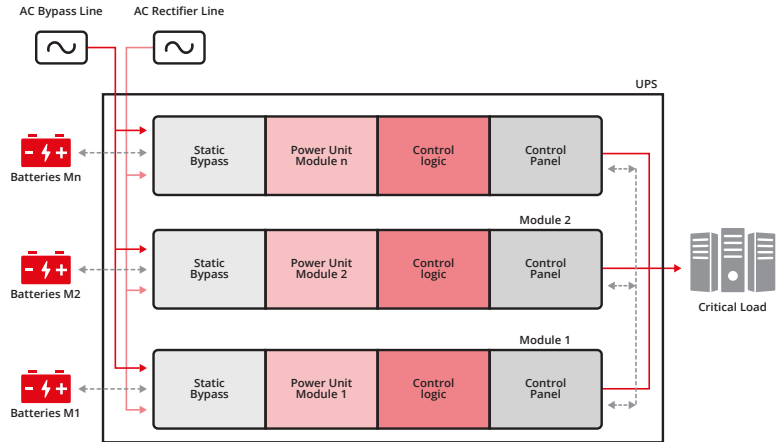 AC Bypass Line
AC Rectifier Line
UPS
Static
Bypass
Power Unit
Module n
Control
logic
Control
Panel
Batteries Mn
Module 2
Static
Bypass
Power Unit
Module 2
Control
logic
Control
Panel
Batteries M2
Critical Load
Module 1
Static
Bypass
Power Unit
Module 1
Control
logic
Control
Panel
Batteries M1